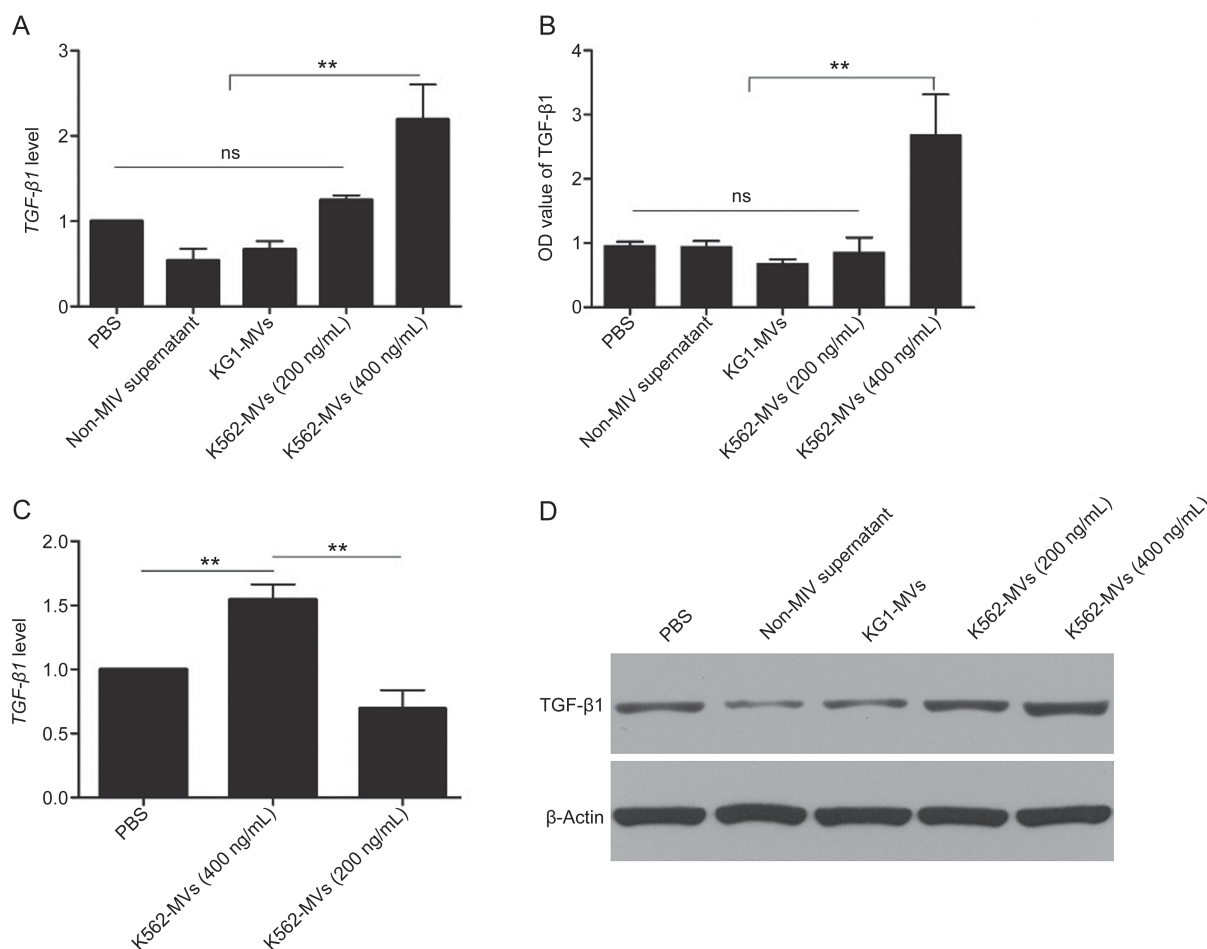 A
3
2
1
0
TGF-β1 level
**
ns
PBS
Non-MIV supernatant
KG1-MVs
K562-MVs (200 ng/mL)
K562-MVs (400 ng/mL)
B
4
3
2
1
0
OD value of TGF-β1
**
ns
PBS
Non-MIV supernatant
KG1-MVs
K562-MVs (200 ng/mL)
K562-MVs (400 ng/mL)
C
2.0
1.5
1.0
0.5
0.0
TGF-β1 level
**
**
PBS
K562-MVs (400 ng/mL)
K562-MVs (200 ng/mL)
D
PBS
Non-MIV supernatant
KG1-MVs
K562-MVs (200 ng/mL)
K562-MVs (400 ng/mL)
TGF-β1
β-Actin